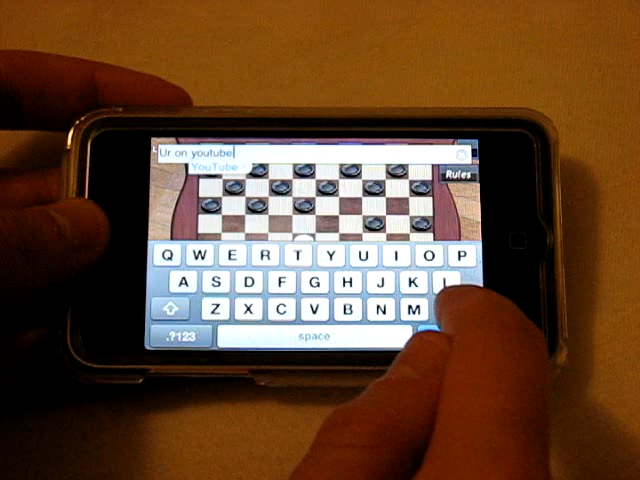 Ur on youtube
YouTube
Rules
Q W E R T Y U I O P
A S D F G H J K L
Z X C V B N M
.?123 space